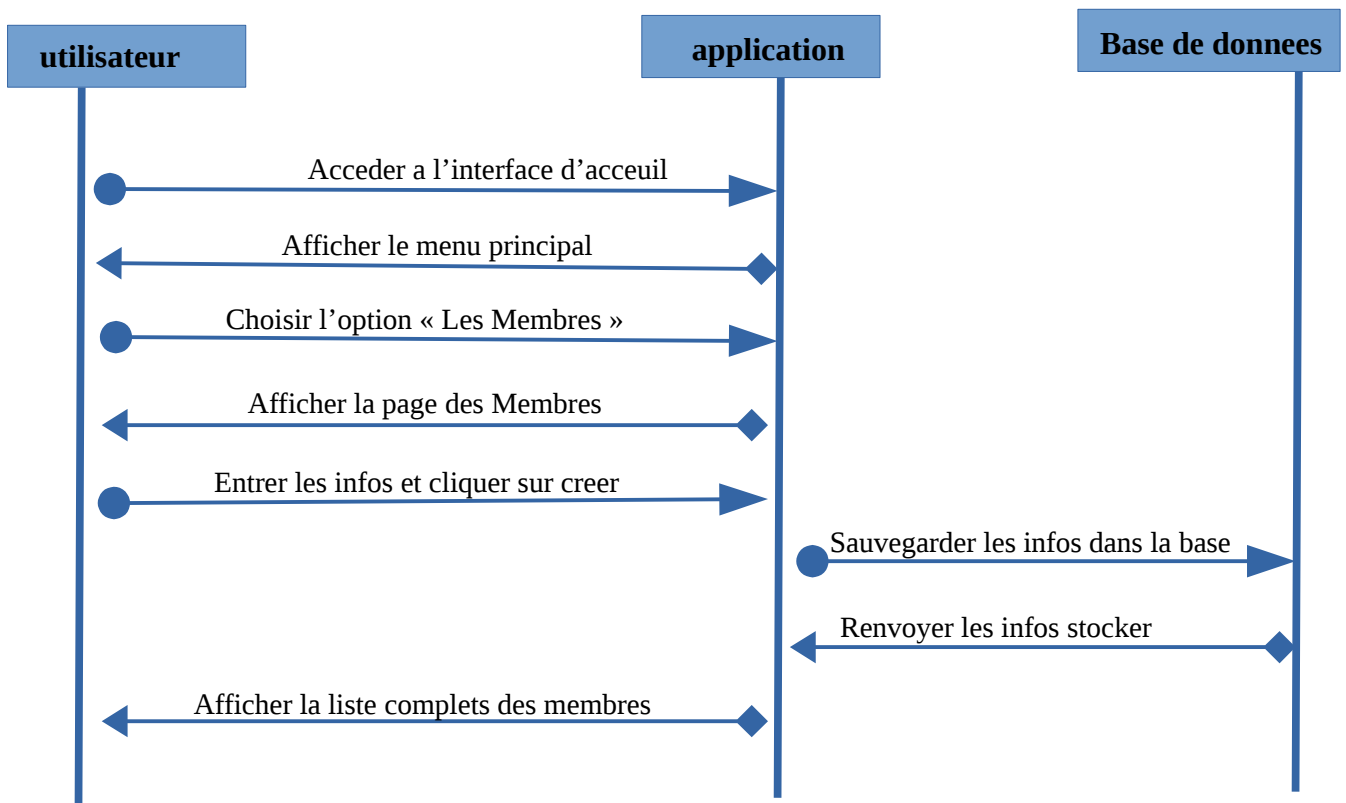 utilisateur
application
Base de donnees
Acceder a l’interface d’acceuil
Afficher le menu principal
Choisir l’option « Les Membres »
Afficher la page des Membres
Entrer les infos et cliquer sur creer
Sauvegarder les infos dans la base
Renvoyer les infos stocker
Afficher la liste complets des membres